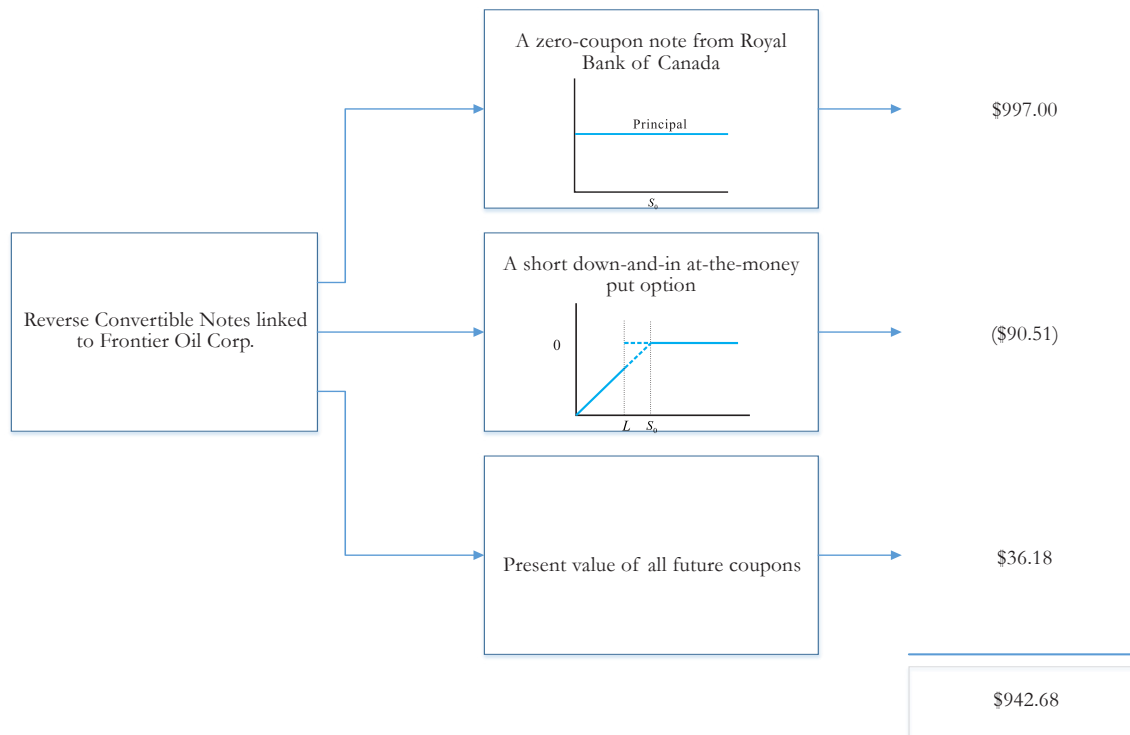 A zero-coupon note from Royal
Bank of Canada
Principal
S₀
$997.00
Reverse Convertible Notes linked
to Frontier Oil Corp.
A short down-and-in at-the-money
put option
0
L S₀
($90.51)
Present value of all future coupons
$36.18
$942.68